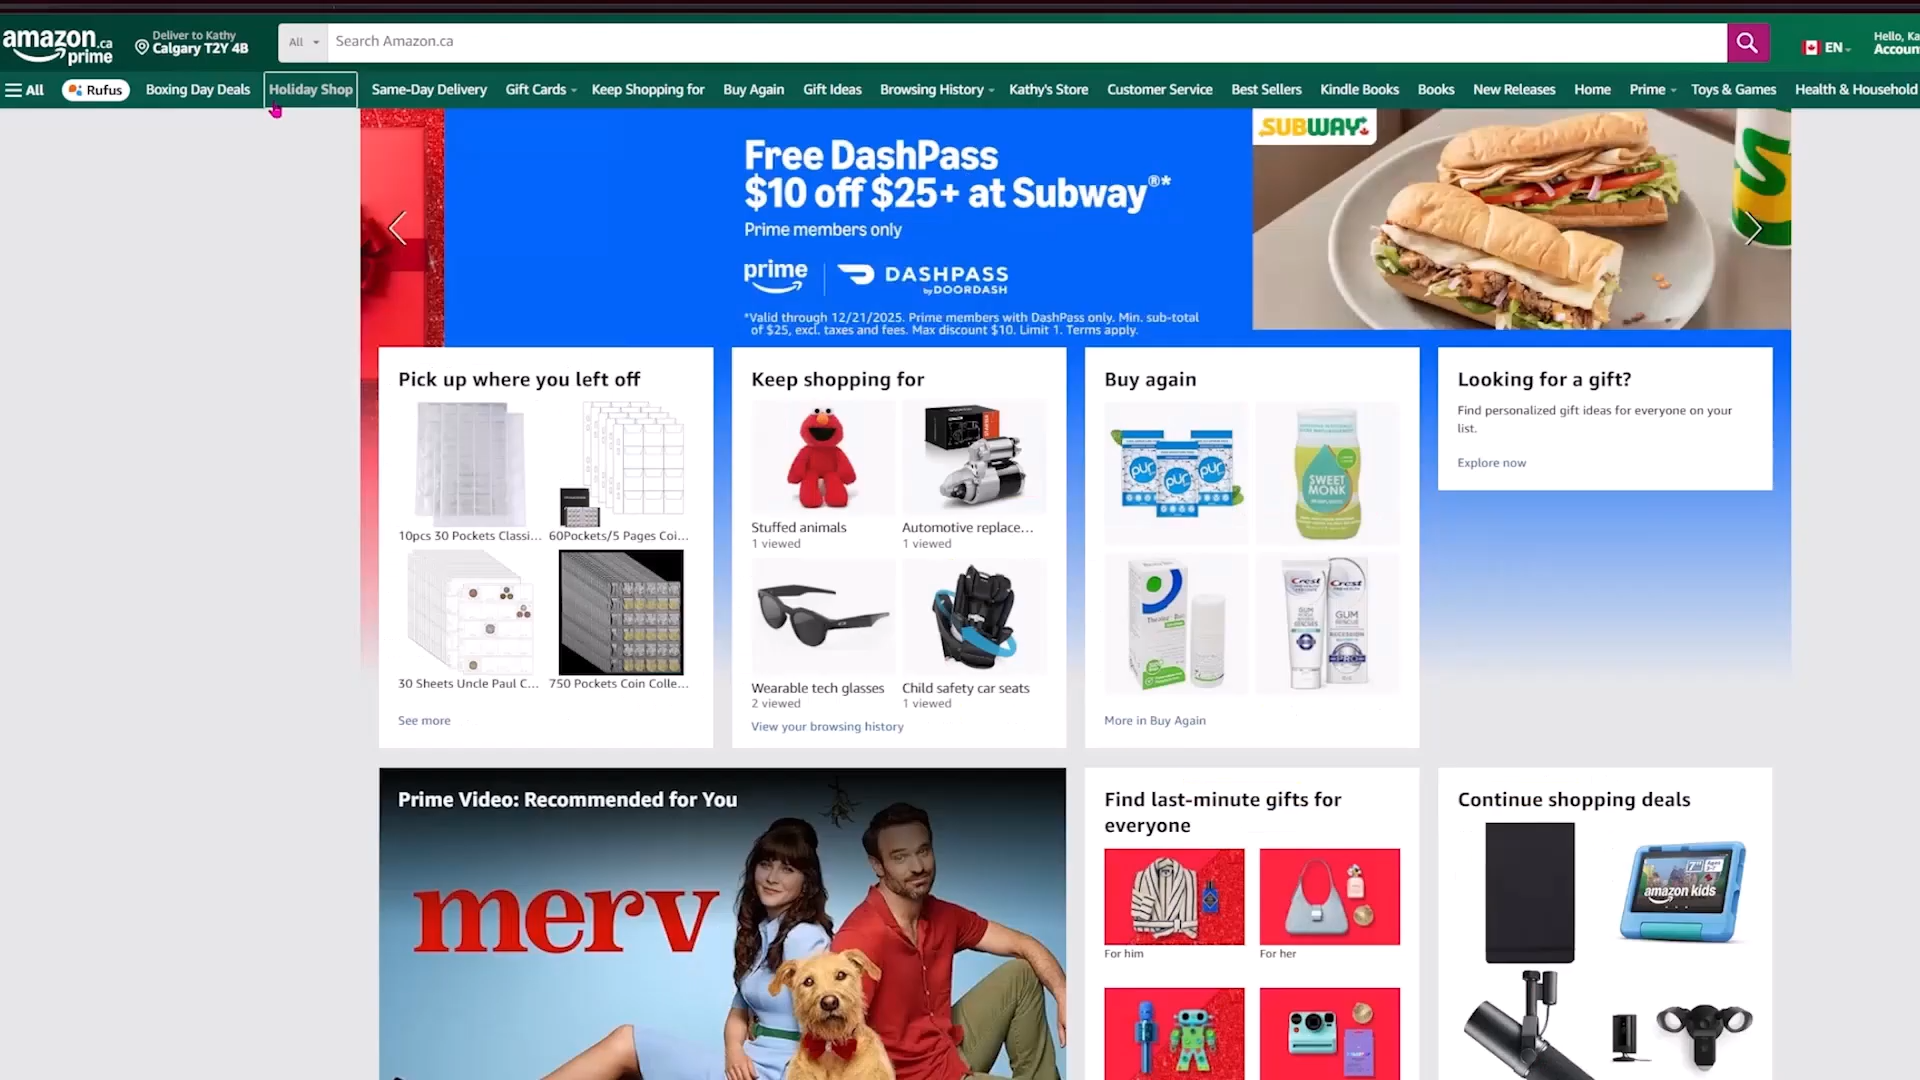 amazon.ca
prime
Deliver to Kathy
Calgary T2Y 4B
All
Search Amazon.ca
EN
Hello, Ka
Accoun
All
Rufus
Boxing Day Deals
Holiday Shop
Same-Day Delivery
Gift Cards
Keep Shopping for
Buy Again
Gift Ideas
Browsing History
Kathy's Store
Customer Service
Best Sellers
Kindle Books
Books
New Releases
Home
Prime
Toys & Games
Health & Household
Free DashPass
$10 off $25+ at Subway®*
Prime members only
prime
DASHPASS
by DOORDASH
*Valid through 12/21/2025. Prime members with DashPass only. Min. sub-total
of $25, excl. taxes and fees. Max discount $10. Limit 1. Terms apply.
SUBWAY
Pick up where you left off
10pcs 30 Pockets Classi...
60Pockets/5 Pages Coi...
30 Sheets Uncle Paul C...
750 Pockets Coin Colle...
See more
Keep shopping for
Stuffed animals
1 viewed
Automotive replace...
1 viewed
Wearable tech glasses
2 viewed
Child safety car seats
1 viewed
View your browsing history
Buy again
pur
pur
pur
SWEET
MONK
Crest
Crest
GUM
GUM
PRO
More in Buy Again
Looking for a gift?
Find personalized gift ideas for everyone on your
list.
Explore now
Prime Video: Recommended for You
merv
Find last-minute gifts for
everyone
For him
For her
Continue shopping deals
7"
amazon kids